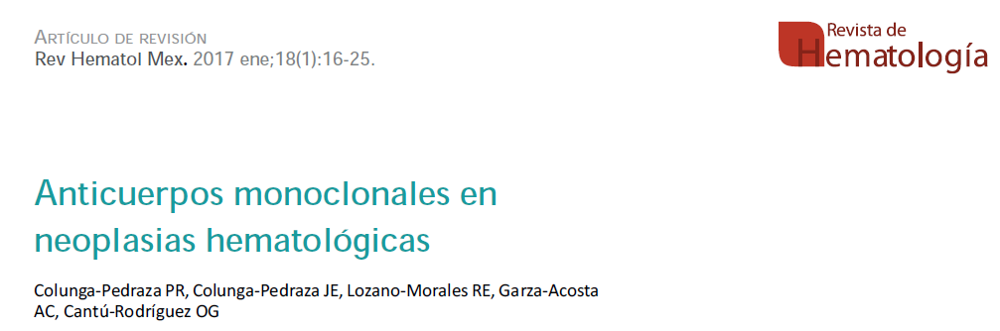 ARTÍCULO DE REVISIÓN
Rev Hematol Mex. 2017 ene;18(1):16-25.
Revista de
Hematología
Anticuerpos monoclonales en
neoplasias hematológicas
Colunga-Pedraza PR, Colunga-Pedraza JE, Lozano-Morales RE, Garza-Acosta
AC, Cantú-Rodríguez OG